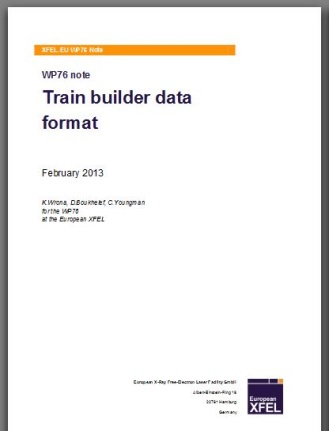 XFEL.EU WP76 Note
WP76 note
Train builder data
format
February 2013
K.Wrona, D.Boukhelef, C.Youngman
for the WP76
at the European XFEL
European X-Ray Free-Electron Laser Facility GmbH
Albert-Einstein-Ring 19
22761 Hamburg
Germany
European
XFEL